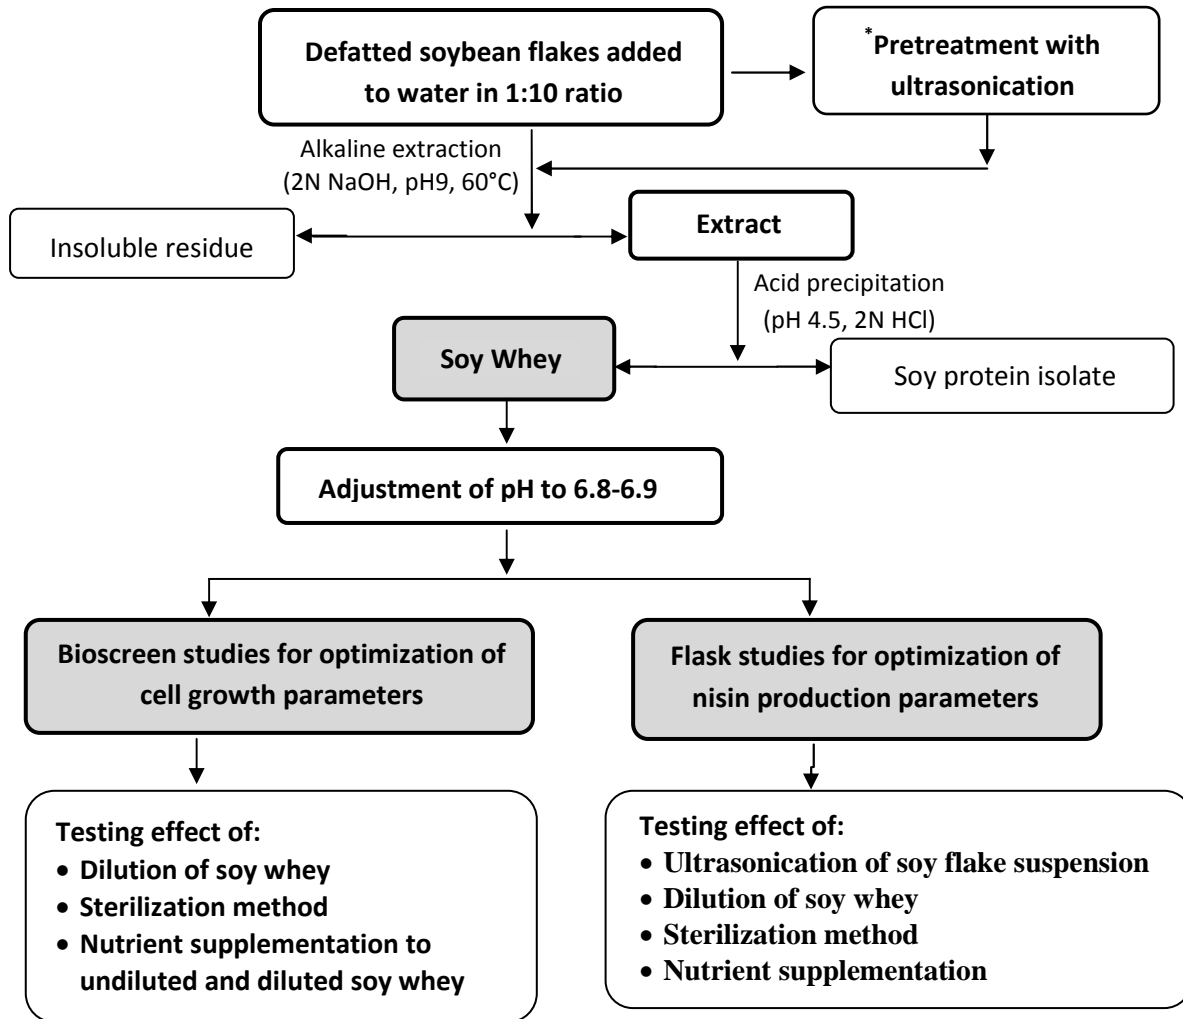 Defatted soybean flakes added
to water in 1:10 ratio
*Pretreatment with
ultrasonication
Alkaline extraction
(2N NaOH, pH9, 60°C)
Insoluble residue
Extract
Acid precipitation
(pH 4.5, 2N HCl)
Soy Whey
Soy protein isolate
Adjustment of pH to 6.8-6.9
Bioscreen studies for optimization of
cell growth parameters
Flask studies for optimization of
nisin production parameters
Testing effect of:
• Dilution of soy whey
• Sterilization method
• Nutrient supplementation to
undiluted and diluted soy whey
Testing effect of:
• Ultrasonication of soy flake suspension
• Dilution of soy whey
• Sterilization method
• Nutrient supplementation